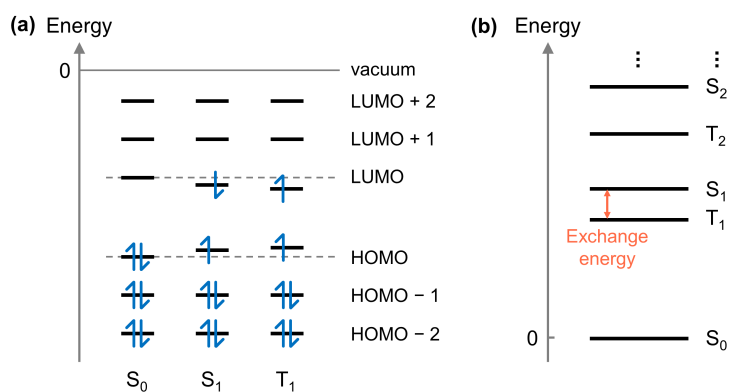 (a) Energy
0
vacuum
LUMO + 2
LUMO + 1
LUMO
HOMO
HOMO − 1
HOMO − 2
S₀ S₁ T₁
(b) Energy
⋮ ⋮
S₂
T₂
S₁
T₁
Exchange
energy
0
S₀